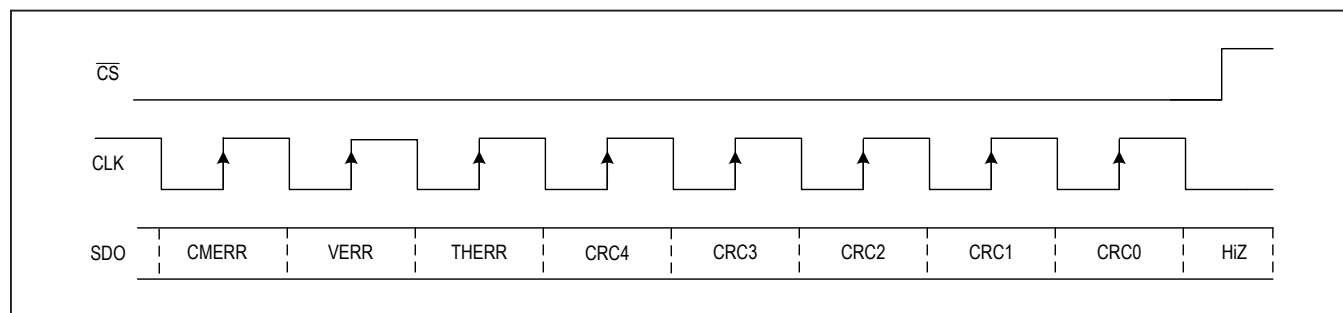 CS
CLK
SDO CMERR VERR THERR CRC4 CRC3 CRC2 CRC1 CRC0 HiZ